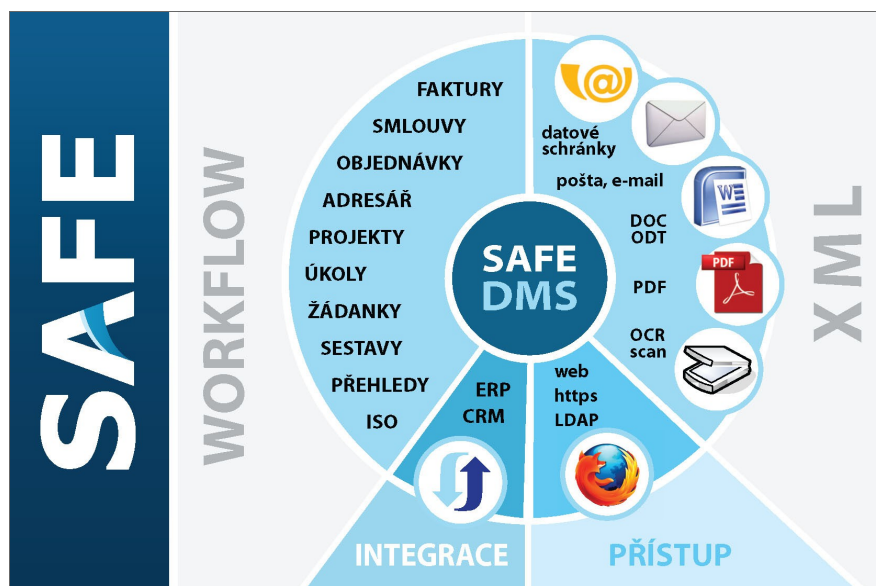 SAFE
WORKFLOW
FAKTURY
SMLOUVY
OBJEDNÁVKY
ADRESÁŘ
PROJEKTY
ÚKOLY
ŽÁDANKY
SESTAVY
PŘEHLEDY
ISO
SAFE
DMS
datové
schránky
pošta, e-mail
DOC
ODT
W
PDF
PDF
OCR
scan
XML
ERP
CRM
INTEGRACE
web
https
LDAP
PŘÍSTUP